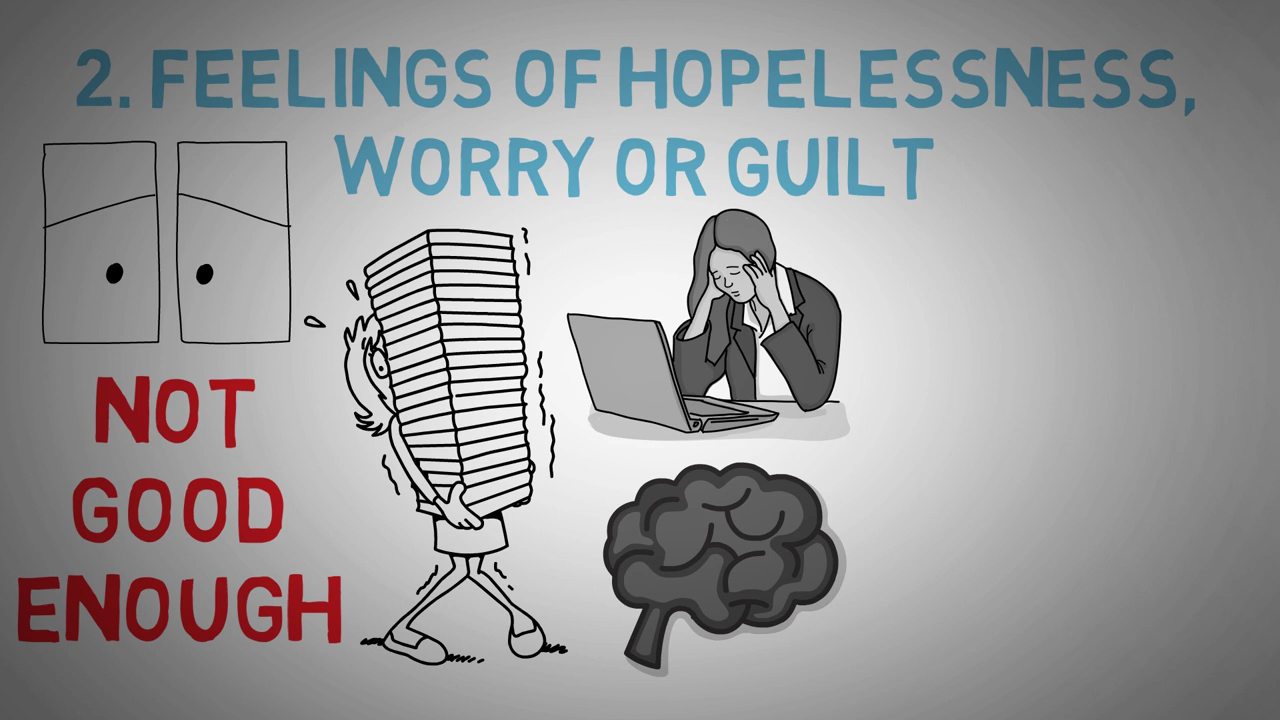 2. FEELINGS OF HOPELESSNESS,
WORRY OR GUILT
NOT
GOOD
ENOUGH